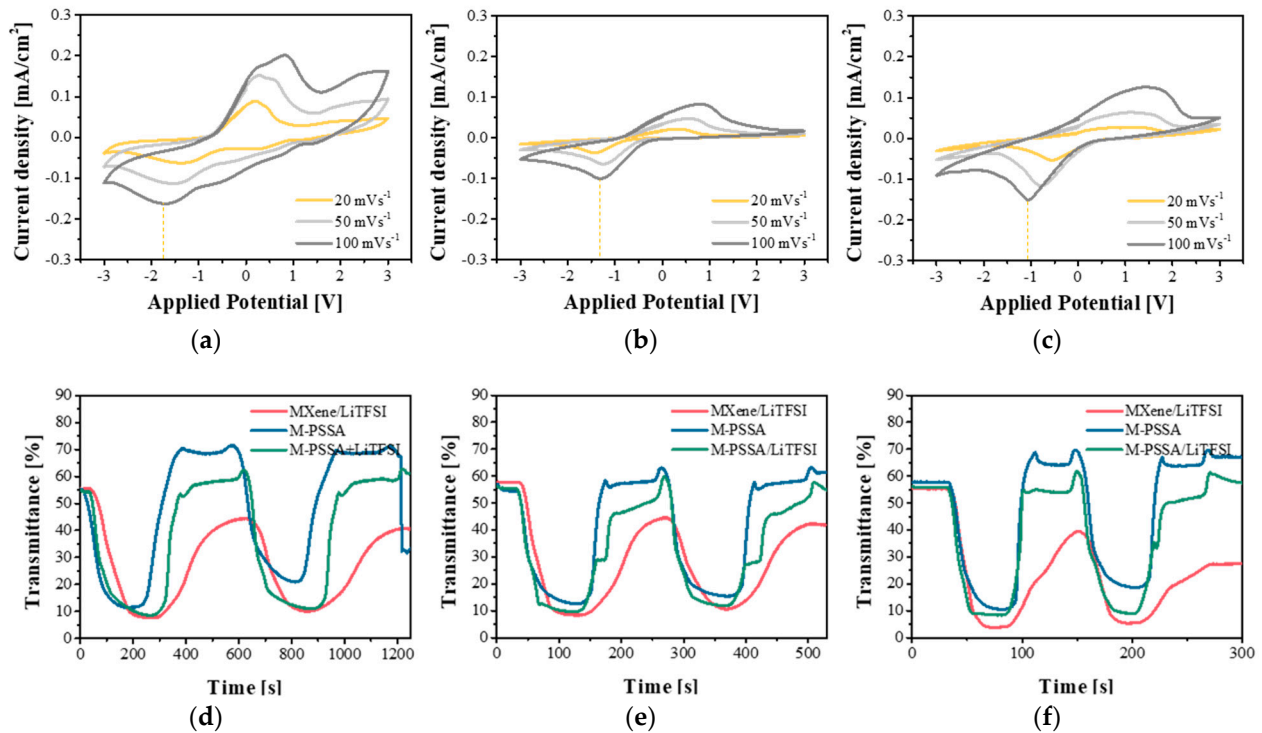 Current density [mA/cm²]
0.3
0.2
0.1
0.0
-0.1
-0.2
-0.3
20 mVs⁻¹
50 mVs⁻¹
100 mVs⁻¹
-3 -2 -1 0 1 2 3
Applied Potential [V]
(a)
Current density [mA/cm²]
0.3
0.2
0.1
0.0
-0.1
-0.2
-0.3
20 mVs⁻¹
50 mVs⁻¹
100 mVs⁻¹
-3 -2 -1 0 1 2 3
Applied Potential [V]
(b)
Current density [mA/cm²]
0.3
0.2
0.1
0.0
-0.1
-0.2
-0.3
20 mVs⁻¹
50 mVs⁻¹
100 mVs⁻¹
-3 -2 -1 0 1 2 3
Applied Potential [V]
(c)
Transmittance [%]
90
80
70
60
50
40
30
20
10
0
MXene/LiTFSI
M-PSSA
M-PSSA+LiTFSI
0 200 400 600 800 1000 1200
Time [s]
(d)
Transmittance [%]
90
80
70
60
50
40
30
20
10
0
MXene/LiTFSI
M-PSSA
M-PSSA/LiTFSI
0 100 200 300 400 500
Time [s]
(e)
Transmittance [%]
90
80
70
60
50
40
30
20
10
0
MXene/LiTFSI
M-PSSA
M-PSSA/LiTFSI
0 100 200 300
Time [s]
(f)